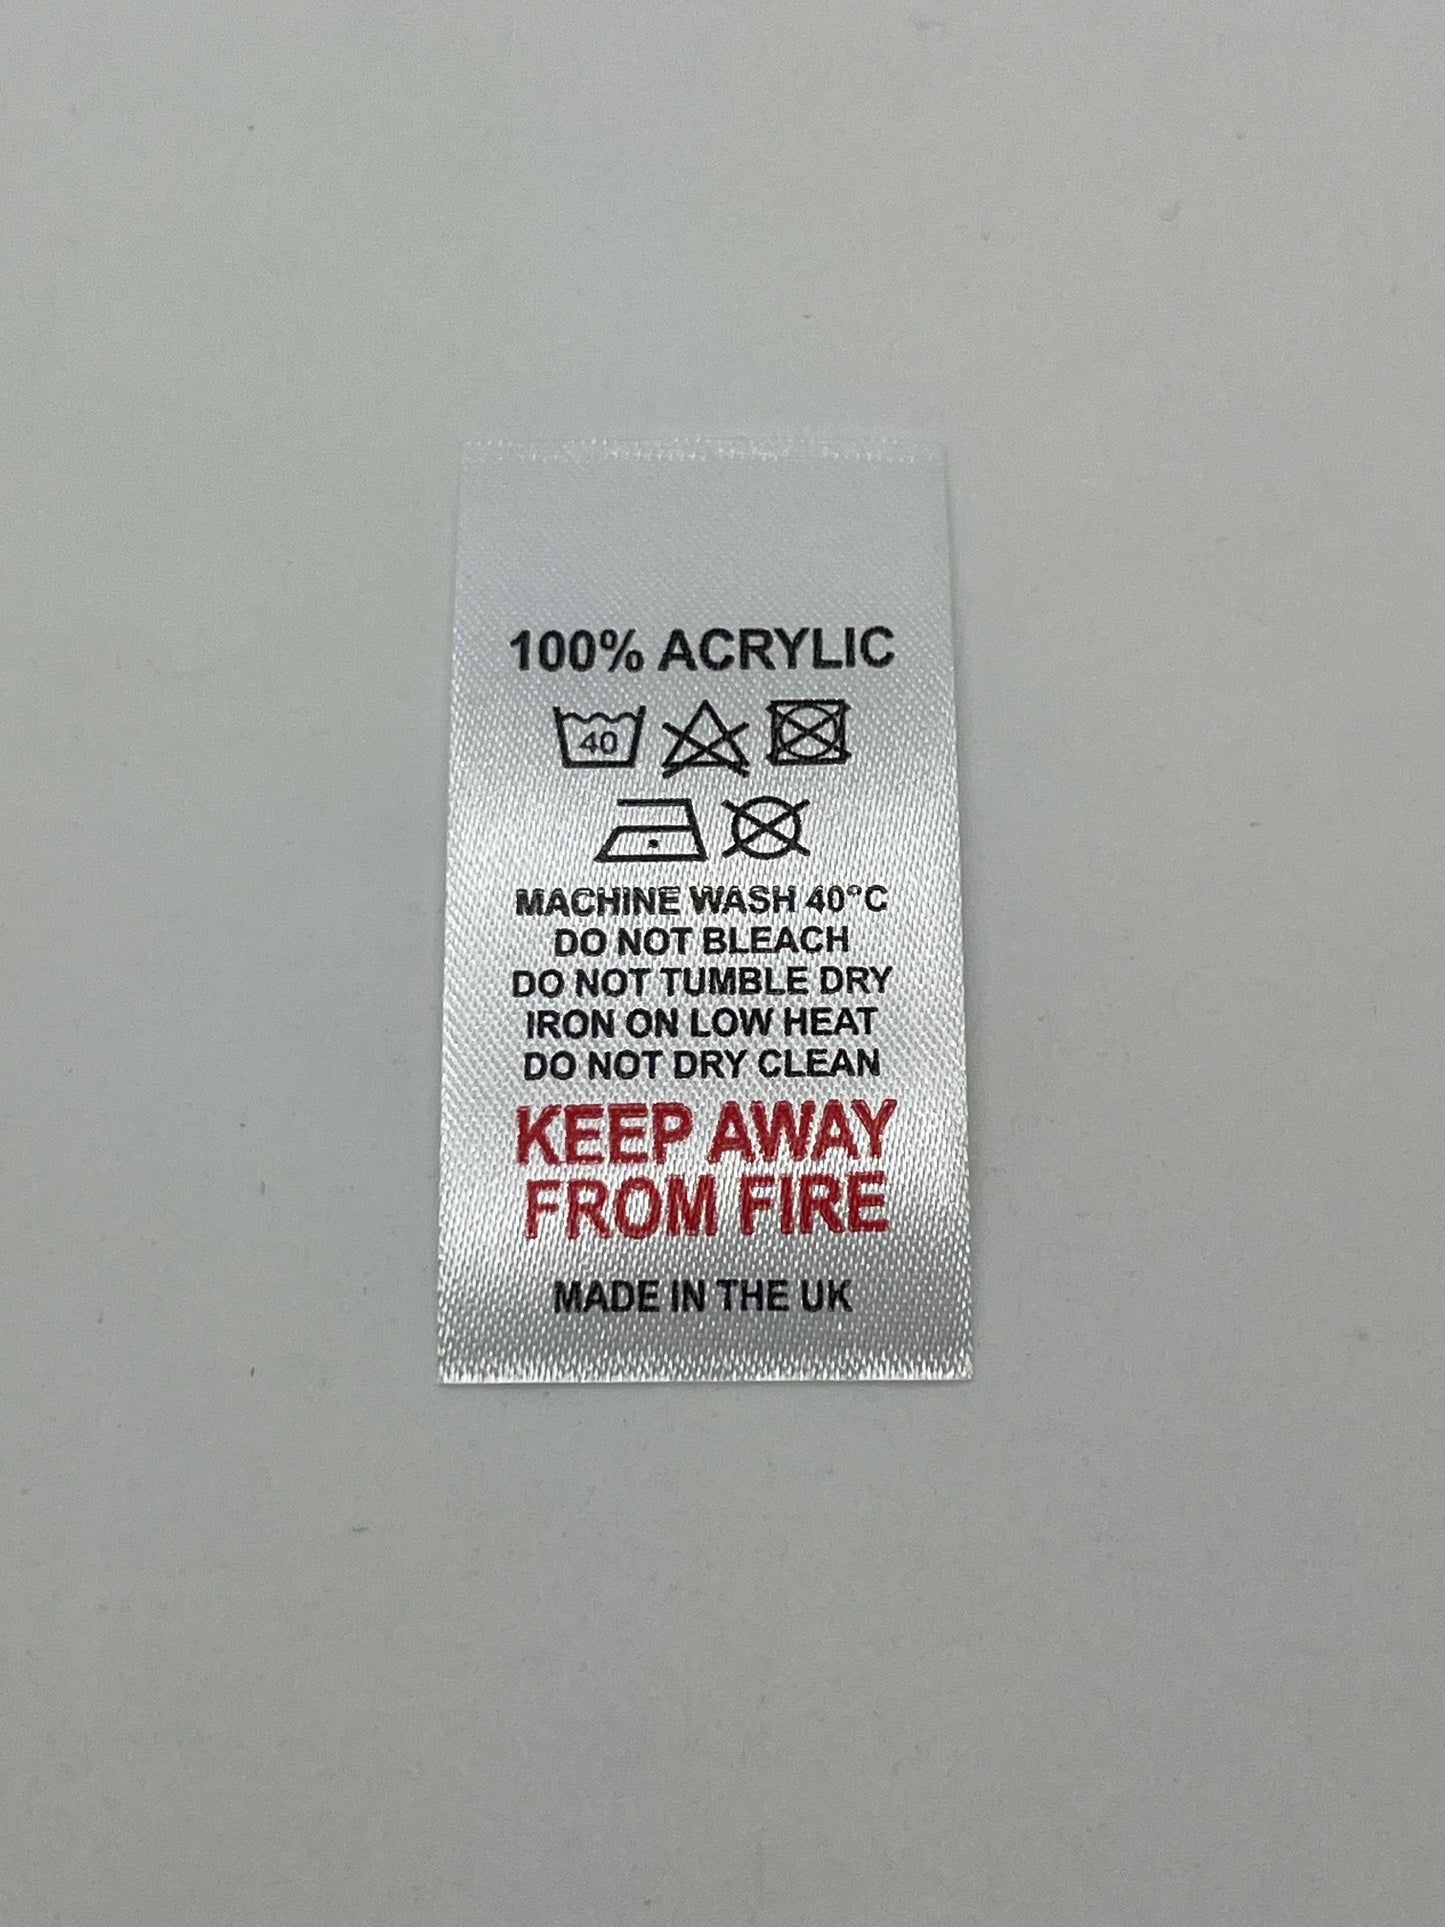 100% ACRYLIC
40
MACHINE WASH 40°C
DO NOT BLEACH
DO NOT TUMBLE DRY
IRON ON LOW HEAT
DO NOT DRY CLEAN
KEEP AWAY
FROM FIRE
MADE IN THE UK